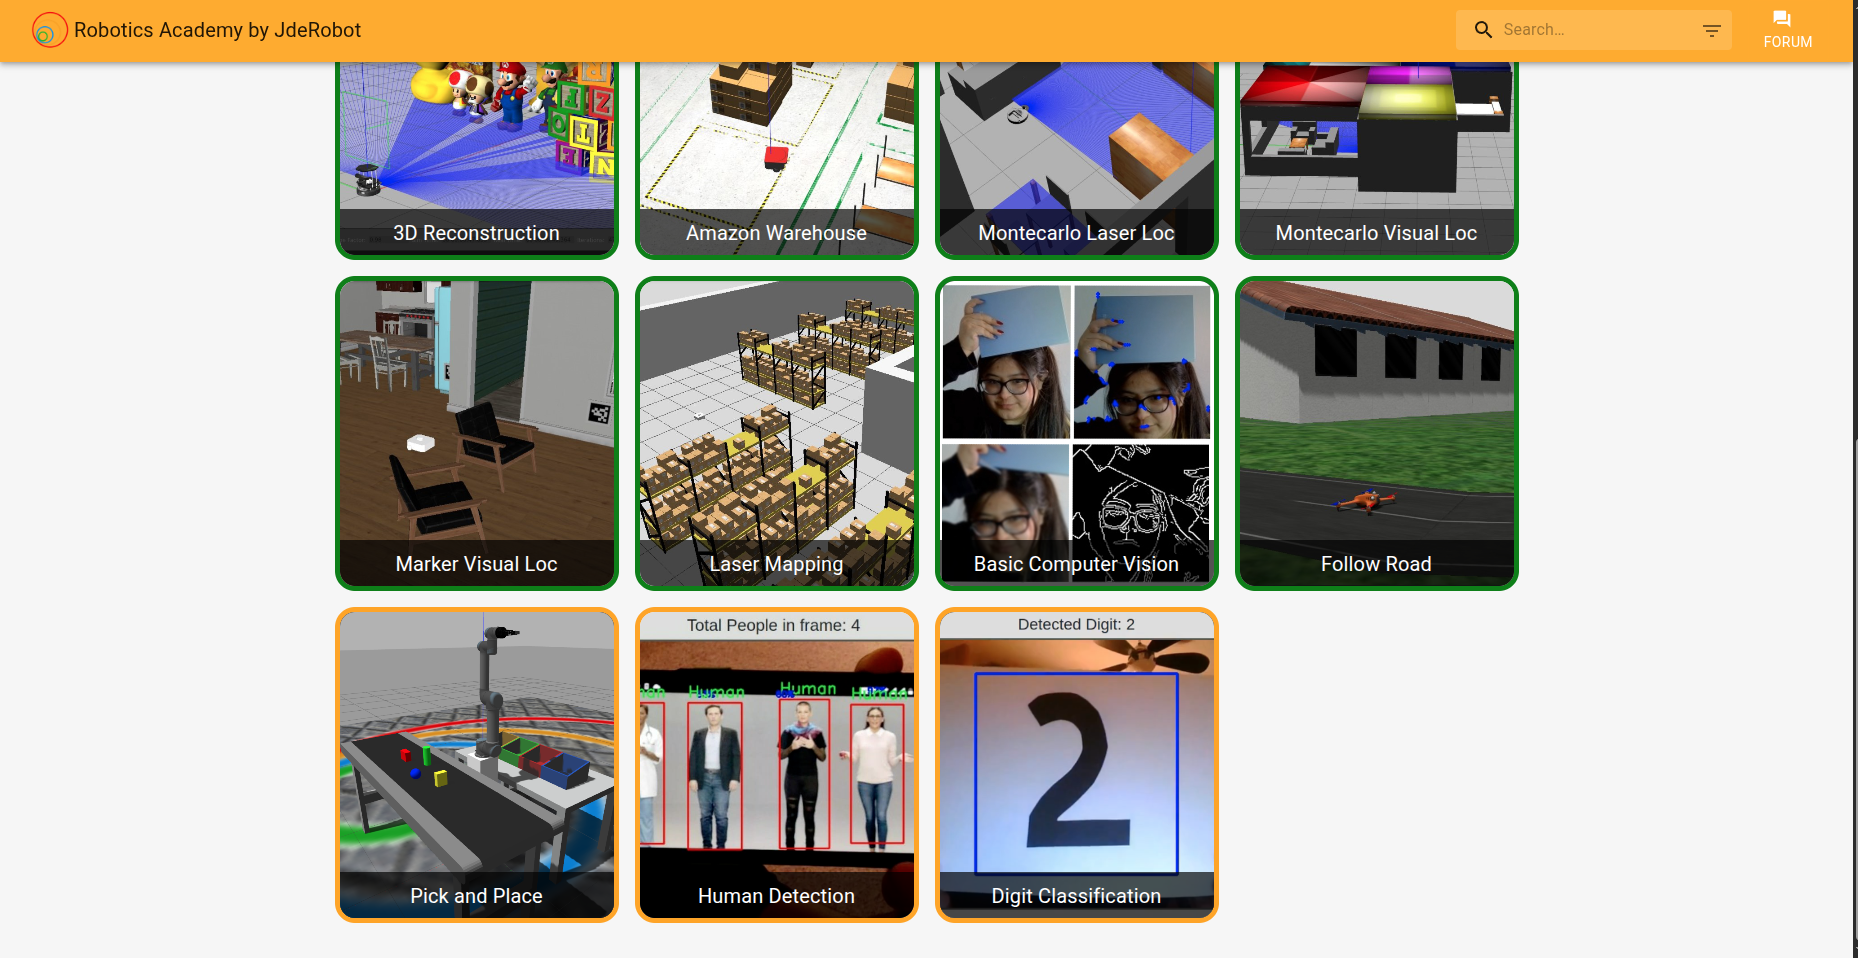 Robotics Academy by JdeRobot
Search...
FORUM
3D Reconstruction
Amazon Warehouse
Montecarlo Laser Loc
Montecarlo Visual Loc
Marker Visual Loc
Laser Mapping
Basic Computer Vision
Follow Road
Total People in frame: 4
Human
Human
Human
Detected Digit: 2
2
Pick and Place
Human Detection
Digit Classification